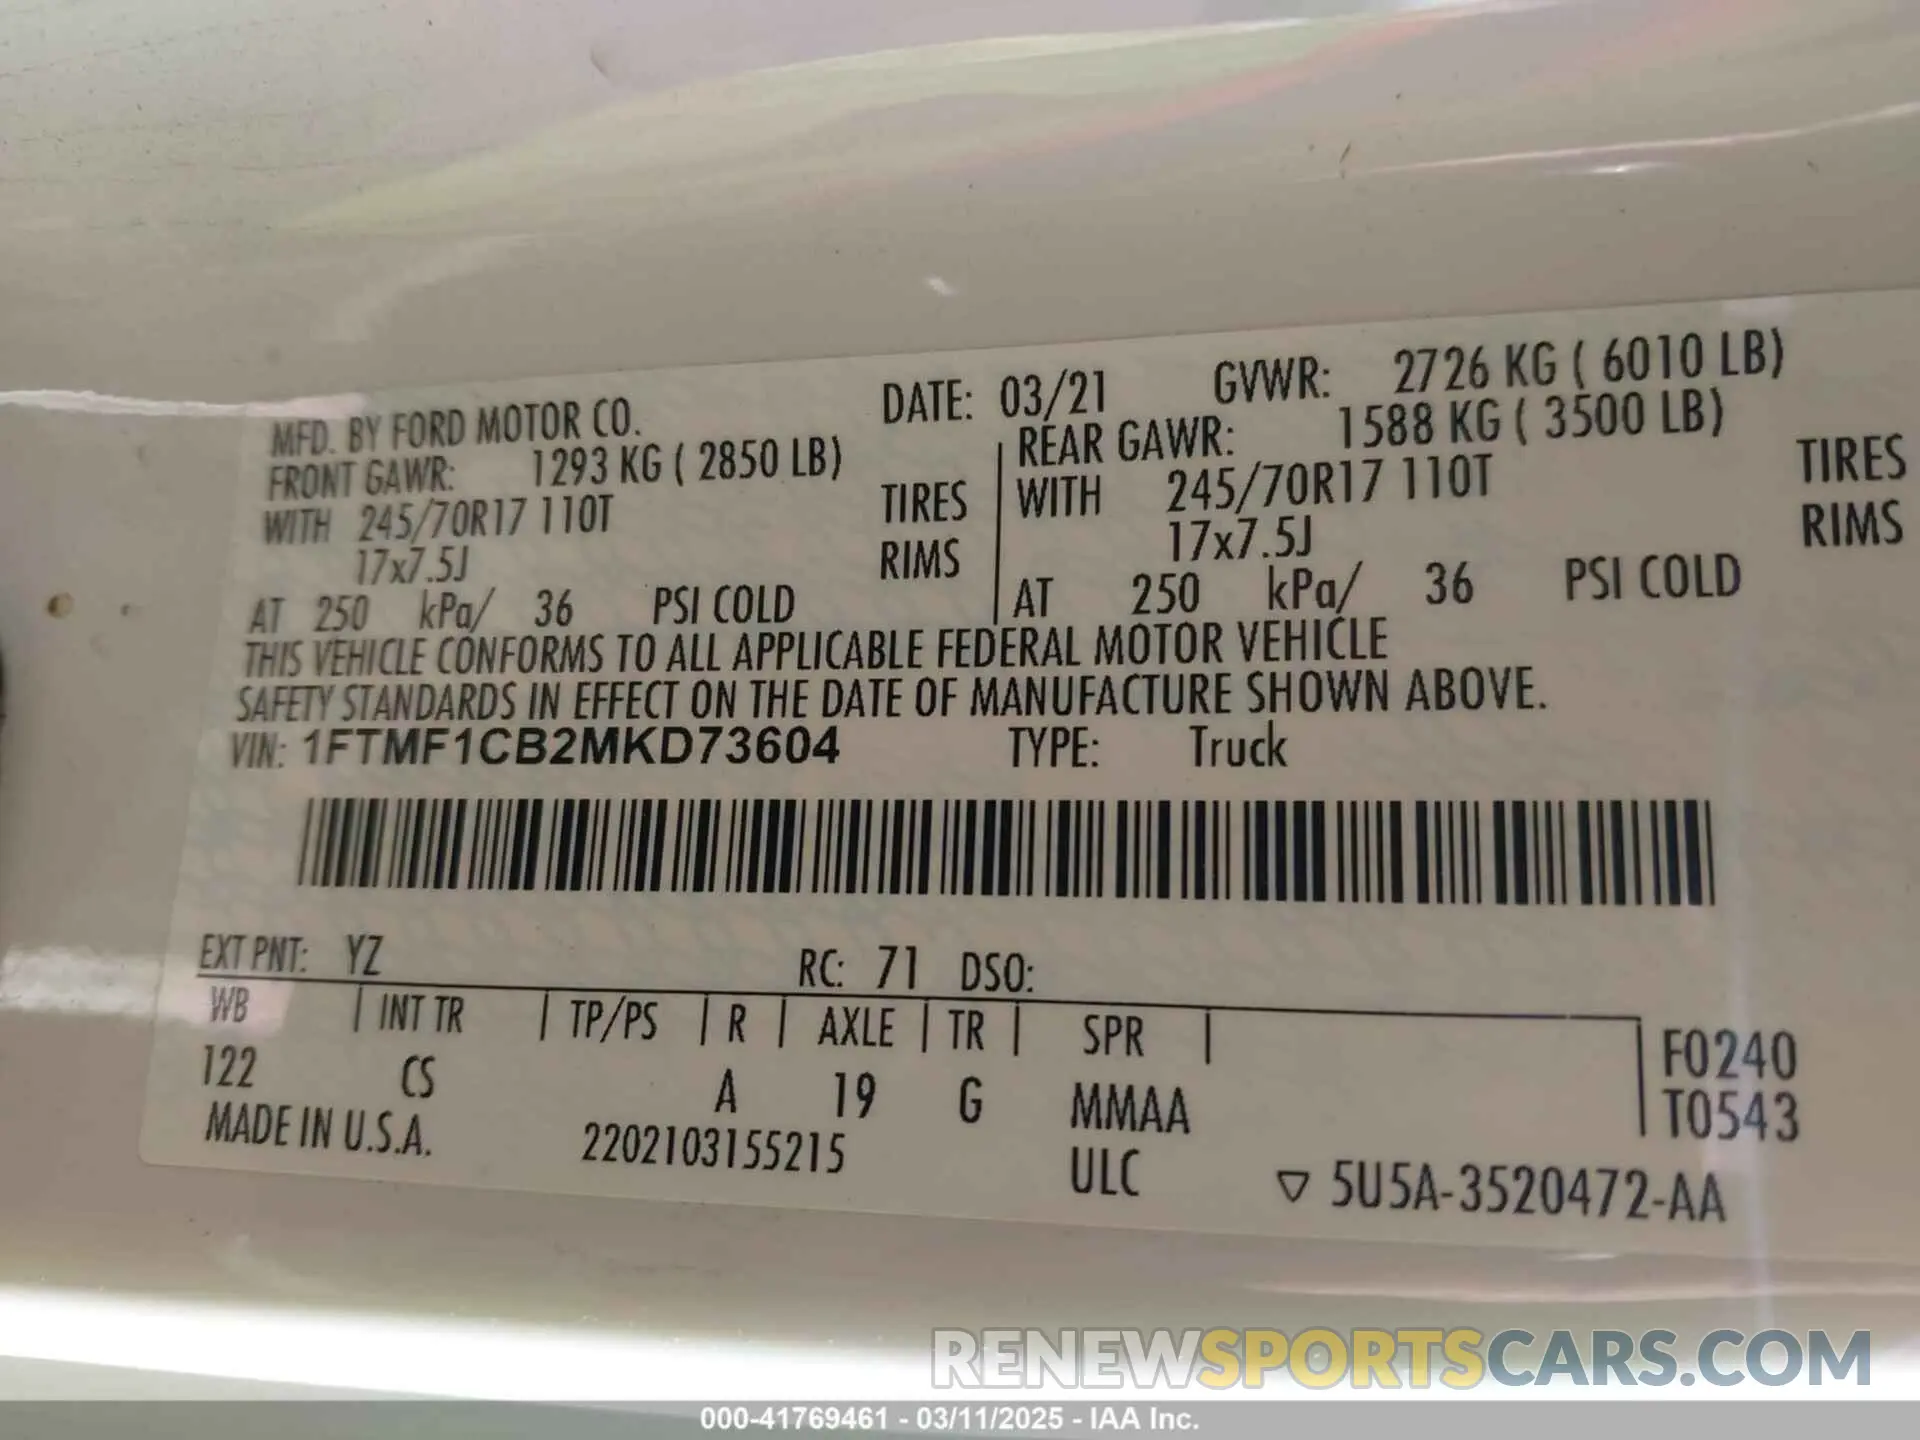 MFD. BY FORD MOTOR CO. DATE: 03/21 GVWR: 2726 KG ( 6010 LB)
FRONT GAWR: 1293 KG ( 2850 LB) REAR GAWR: 1588 KG ( 3500 LB)
WITH 245/70R17 110T TIRES WITH 245/70R17 110T TIRES
17x7.5J RIMS 17x7.5J RIMS
AT 250 kPa/ 36 PSI COLD AT 250 kPa/ 36 PSI COLD
THIS VEHICLE CONFORMS TO ALL APPLICABLE FEDERAL MOTOR VEHICLE
SAFETY STANDARDS IN EFFECT ON THE DATE OF MANUFACTURE SHOWN ABOVE.
VIN: 1FTMF1CB2MKD73604 TYPE: Truck
EXT PNT: YZ RC: 71 DSO:
WB | INT TR | TP/PS | R | AXLE | TR | SPR | F0240
122 CS A 19 G MMAA T0543
MADE IN U.S.A. 2202103155215 ULC ▽ 5U5A-3520472-AA
RENEWSPORTSCARS.COM
000-41769461 - 03/11/2025 - IAA Inc.